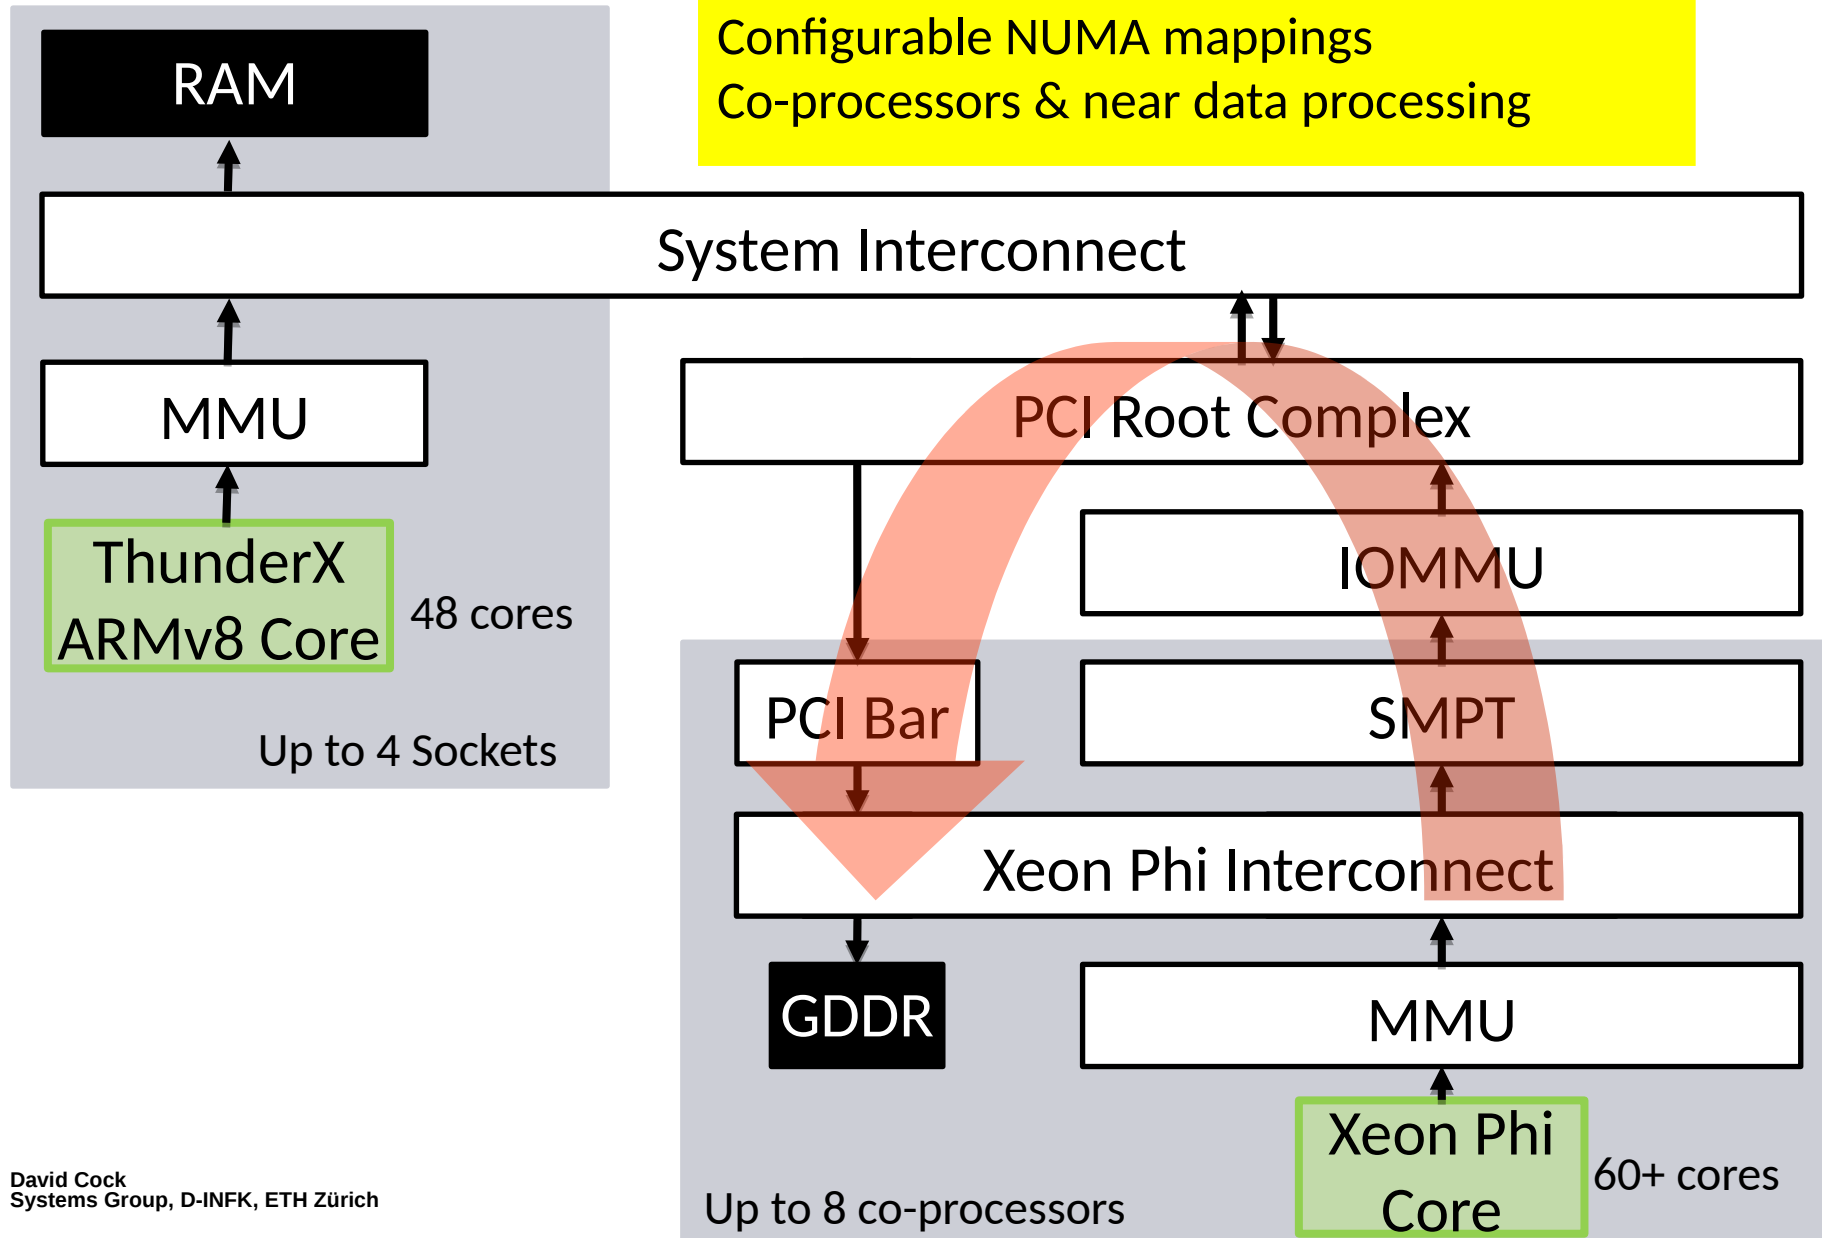 Configurable NUMA mappings
Co-processors & near data processing
RAM
System Interconnect
MMU
PCI Root Complex
ThunderX
ARMv8 Core
48 cores
IOMMU
Up to 4 Sockets
PCI Bar
SMPT
Xeon Phi Interconnect
GDDR
MMU
Xeon Phi
Core
60+ cores
Up to 8 co-processors
David Cock
Systems Group, D-INFK, ETH Zürich